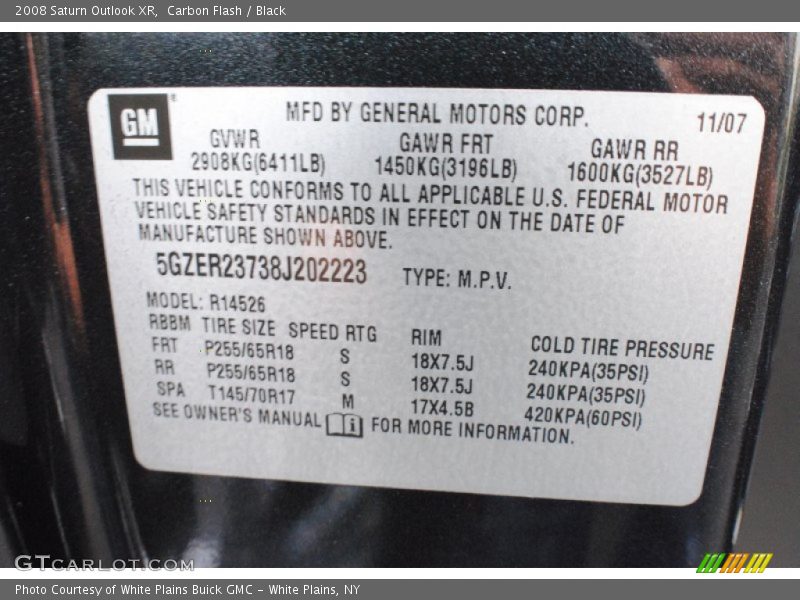 2008 Saturn Outlook XR, Carbon Flash / Black
GM
MFD BY GENERAL MOTORS CORP. 11/07
GVWR GAWR FRT GAWR RR
2908KG(6411LB) 1450KG(3196LB) 1600KG(3527LB)
THIS VEHICLE CONFORMS TO ALL APPLICABLE U.S. FEDERAL MOTOR
VEHICLE SAFETY STANDARDS IN EFFECT ON THE DATE OF
MANUFACTURE SHOWN ABOVE.
5GZER23738J202223 TYPE: M.P.V.
MODEL: R14526
RBBM TIRE SIZE SPEED RTG RIM COLD TIRE PRESSURE
FRT P255/65R18 S 18X7.5J 240KPA(35PSI)
RR P255/65R18 S 18X7.5J 240KPA(35PSI)
SPA T145/70R17 M 17X4.5B 420KPA(60PSI)
SEE OWNER'S MANUAL FOR MORE INFORMATION.
GTCARLOT.COM
Photo Courtesy of White Plains Buick GMC - White Plains, NY